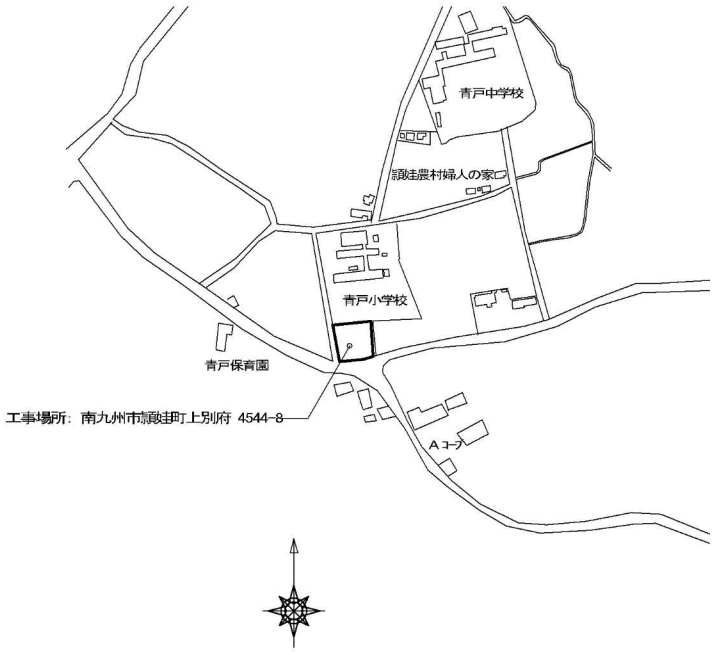 青戸中学校
頴娃農村婦人の家
青戸小学校
青戸保育園
工事場所: 南九州市頴娃町上別府 4544-8
Aコープ